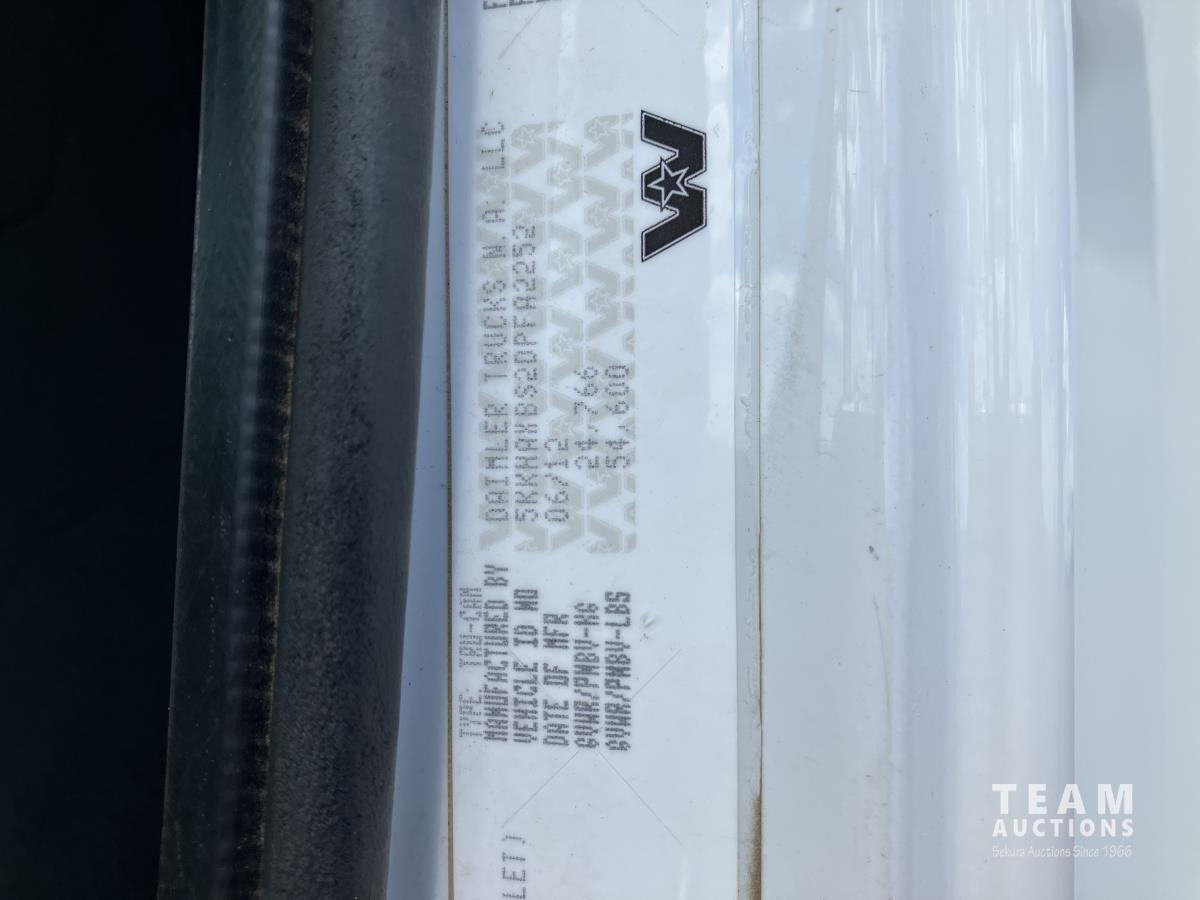 TYPE: TRU-CAM
MANUFACTURED BY DAIMLER TRUCKS N.A. LLC
VEHICLE ID NO
DATE OF MFR 06/12
GVWR/PNBV-KG 24,766
GVWR/PNBV-LBS 54,600
LET)
TEAM
AUCTIONS
Sekura Auctions Since 1966